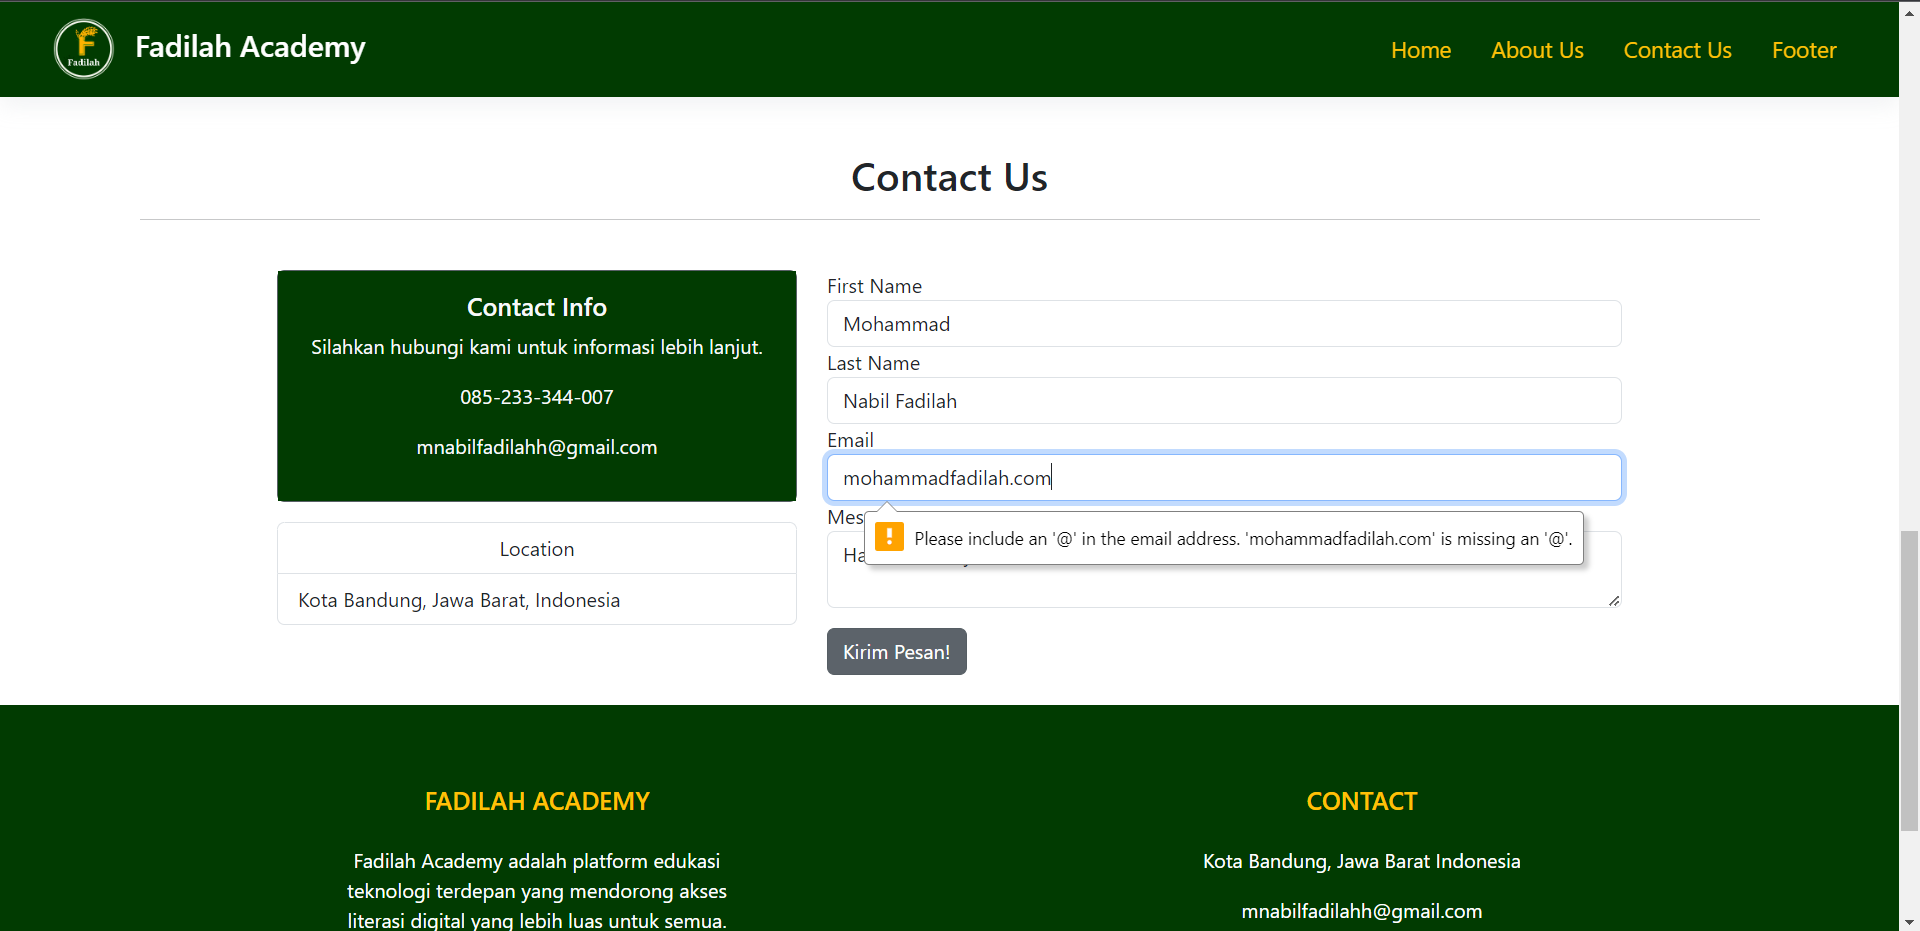 F
Fadilah
Fadilah Academy
Home
About Us
Contact Us
Footer
Contact Us
Contact Info
Silahkan hubungi kami untuk informasi lebih lanjut.
085-233-344-007
mnabilfadilahh@gmail.com
Location
Kota Bandung, Jawa Barat, Indonesia
First Name
Mohammad
Last Name
Nabil Fadilah
Email
mohammadfadilah.com
Please include an '@' in the email address. 'mohammadfadilah.com' is missing an '@'.
Kirim Pesan!
FADILAH ACADEMY
Fadilah Academy adalah platform edukasi
teknologi terdepan yang mendorong akses
literasi digital yang lebih luas untuk semua.
CONTACT
Kota Bandung, Jawa Barat Indonesia
mnabilfadilahh@gmail.com